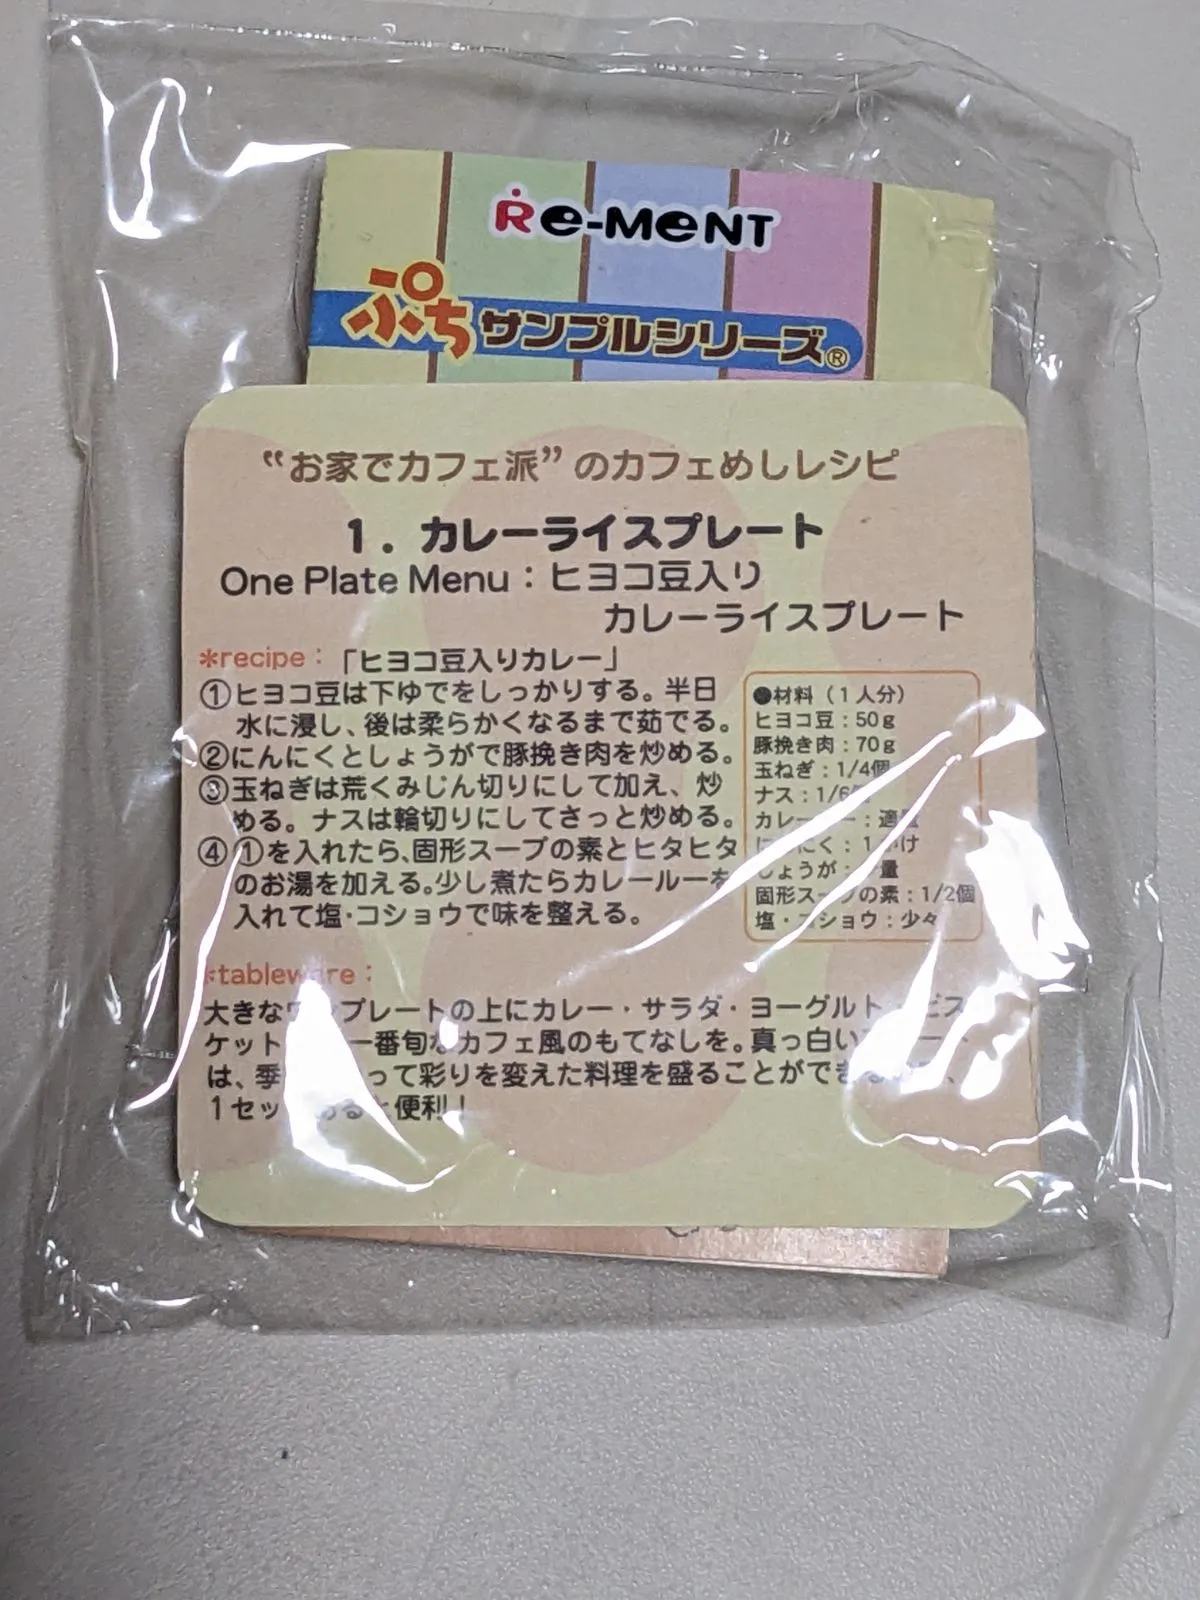 Re-MeNT
ぷちサンプルシリーズ®
“お家でカフェ派”のカフェめしレシピ
1．カレーライスプレート
One Plate Menu：ヒヨコ豆入り
カレーライスプレート
*recipe：「ヒヨコ豆入りカレー」
①ヒヨコ豆は下ゆでをしっかりする。半日
水に浸し、後は柔らかくなるまで茹でる。
②にんにくとしょうがで豚挽き肉を炒める。
③玉ねぎは荒くみじん切りにして加え、炒
める。ナスは輪切りにしてさっと炒める。
④①を入れたら、固形スープの素とヒタヒタ
のお湯を加える。少し煮たらカレールーを
入れて塩・コショウで味を整える。
●材料（1人分）
ヒヨコ豆：50g
豚挽き肉：70g
玉ねぎ：1/4個
ナス：1/6
カレー：適
：1
しょうが：量
固形スープの素：1/2個
塩・コショウ：少々
*tableware：
大きなプレートの上にカレー・サラダ・ヨーグルト・ビス
ケット 一番旬なカフェ風のもてなしを。真っ白い
は、季 って彩りを変えた料理を盛ることができる
1セッ あると便利！